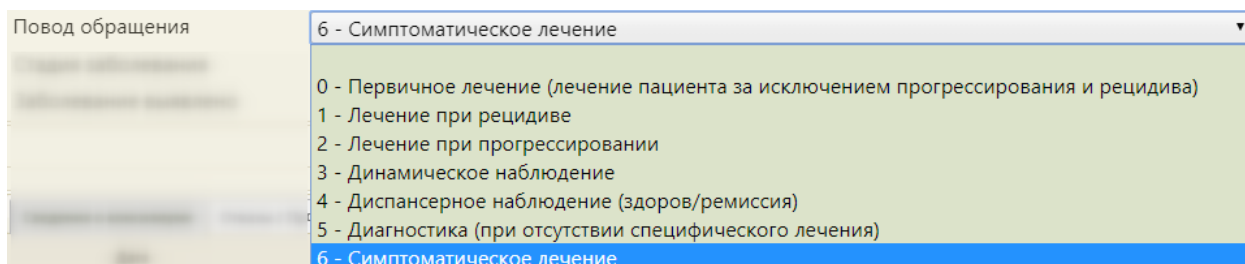 Повод обращения
6 - Симптоматическое лечение
0 - Первичное лечение (лечение пациента за исключением прогрессирования и рецидива)
1 - Лечение при рецидиве
2 - Лечение при прогрессировании
3 - Динамическое наблюдение
4 - Диспансерное наблюдение (здоров/ремиссия)
5 - Диагностика (при отсутствии специфического лечения)
6 - Симптоматическое лечение